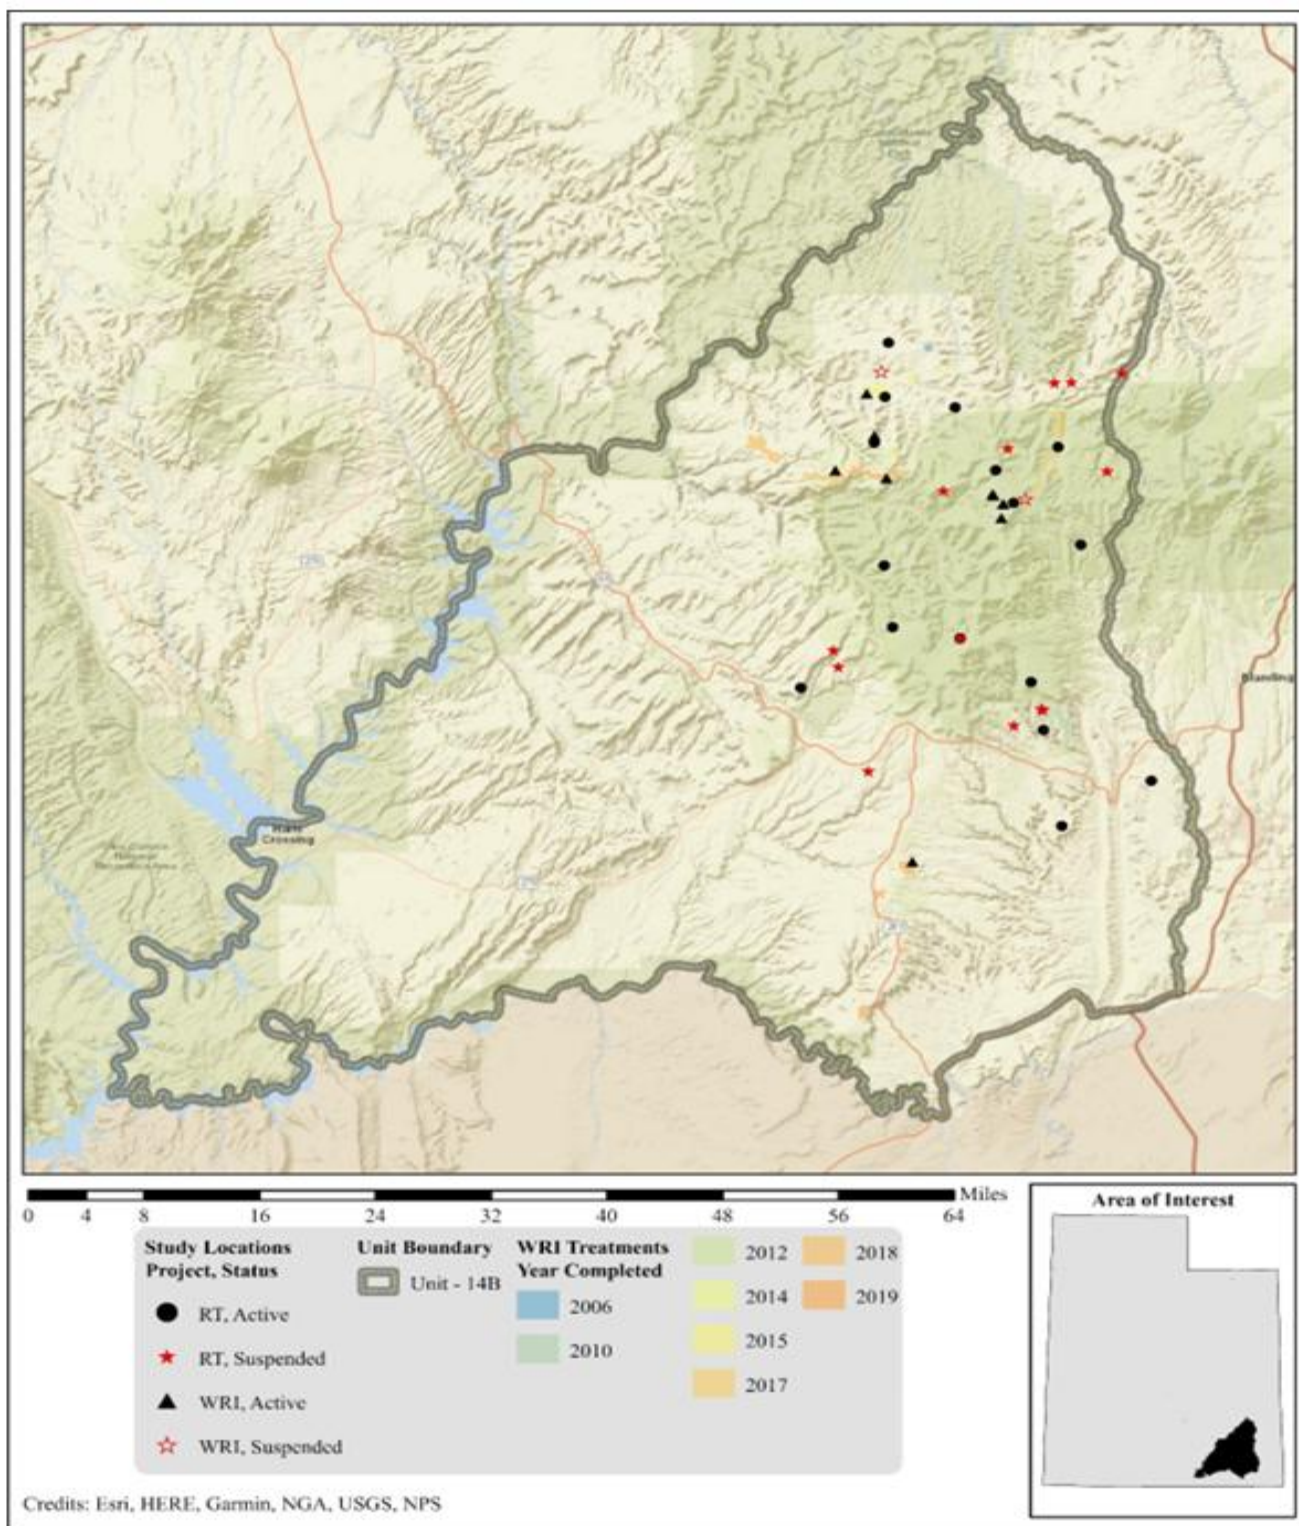 Blanding
Crossing
Miles
0 4 8 16 24 32 40 48 56 64
Area of Interest
Study Locations
Project, Status
RT, Active
RT, Suspended
WRI, Active
WRI, Suspended
Unit Boundary
Unit - 14B
WRI Treatments
Year Completed
2006
2010
2012
2014
2015
2017
2018
2019
Credits: Esri, HERE, Garmin, NGA, USGS, NPS